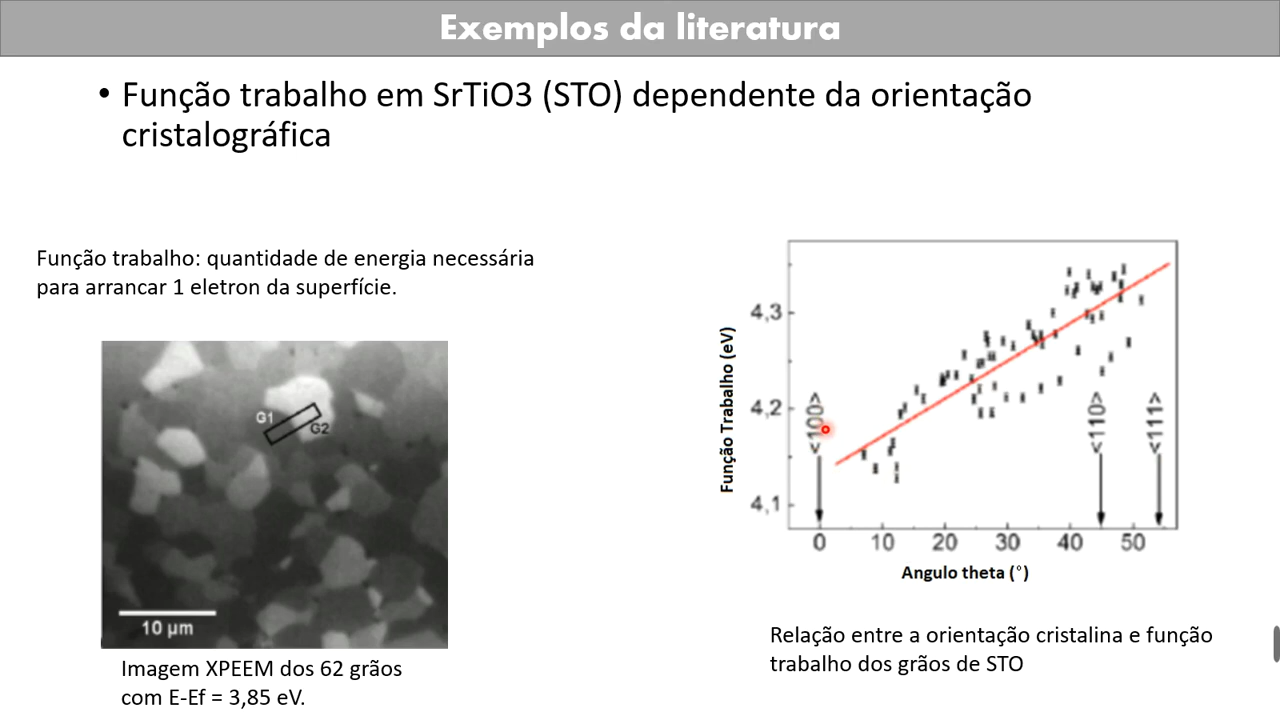 Exemplos da literatura
• Função trabalho em SrTiO3 (STO) dependente da orientação
cristalográfica
Função trabalho: quantidade de energia necessária
para arrancar 1 eletron da superfície.
G1
G2
10 µm
Imagem XPEEM dos 62 grãos
com E-Ef = 3,85 eV.
Função Trabalho (eV)
4,3
4,2
4,1
<100>
<110>
<111>
0 10 20 30 40 50
Angulo theta (°)
Relação entre a orientação cristalina e função
trabalho dos grãos de STO